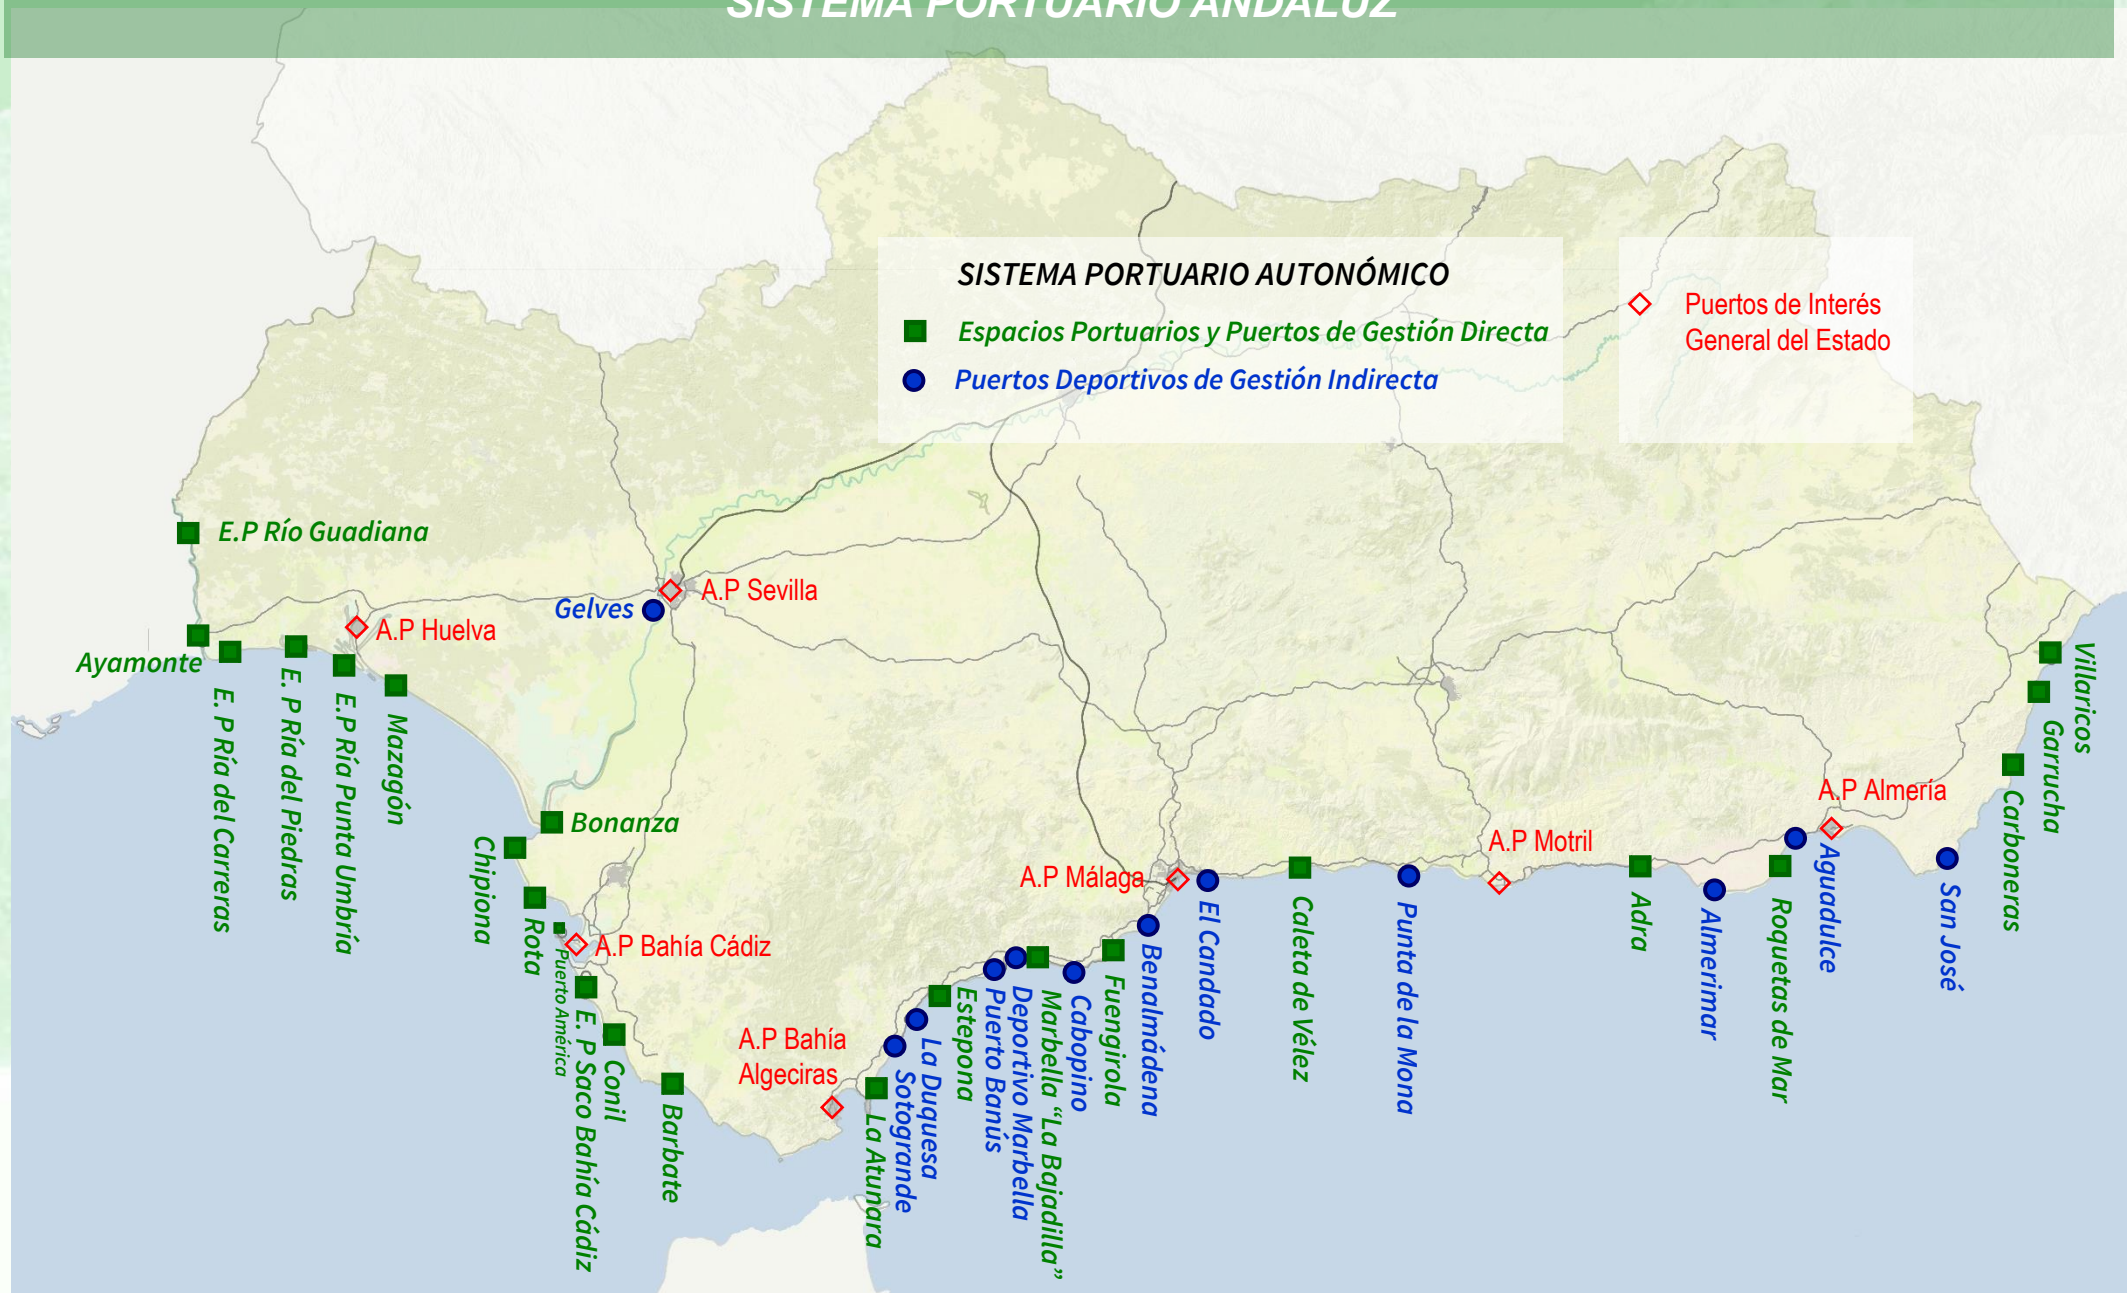 SISTEMA PORTUARIO ANDALUZ
SISTEMA PORTUARIO AUTONÓMICO
Espacios Portuarios y Puertos de Gestión Directa
Puertos Deportivos de Gestión Indirecta
Puertos de Interés
General del Estado
E.P Río Guadiana
Ayamonte
E. P Ría del Carreras
E. P Ría del Piedras
E.P Ría Punta Umbría
A.P Huelva
Mazagón
Gelves
A.P Sevilla
Bonanza
Chipiona
Rota
Puerto América
A.P Bahía Cádiz
E. P Saco Bahía Cádiz
Conil
Barbate
A.P Bahía
Algeciras
La Atunara
Sotogrande
La Duquesa
Estepona
Puerto Banús
Deportivo Marbella
Marbella “La Bajadilla”
Cabopino
Fuengirola
Benalmádena
A.P Málaga
El Candado
Caleta de Vélez
Punta de la Mona
A.P Motril
Adra
Almerimar
Roquetas de Mar
Aguadulce
A.P Almería
San José
Carboneras
Garrucha
Villaricos